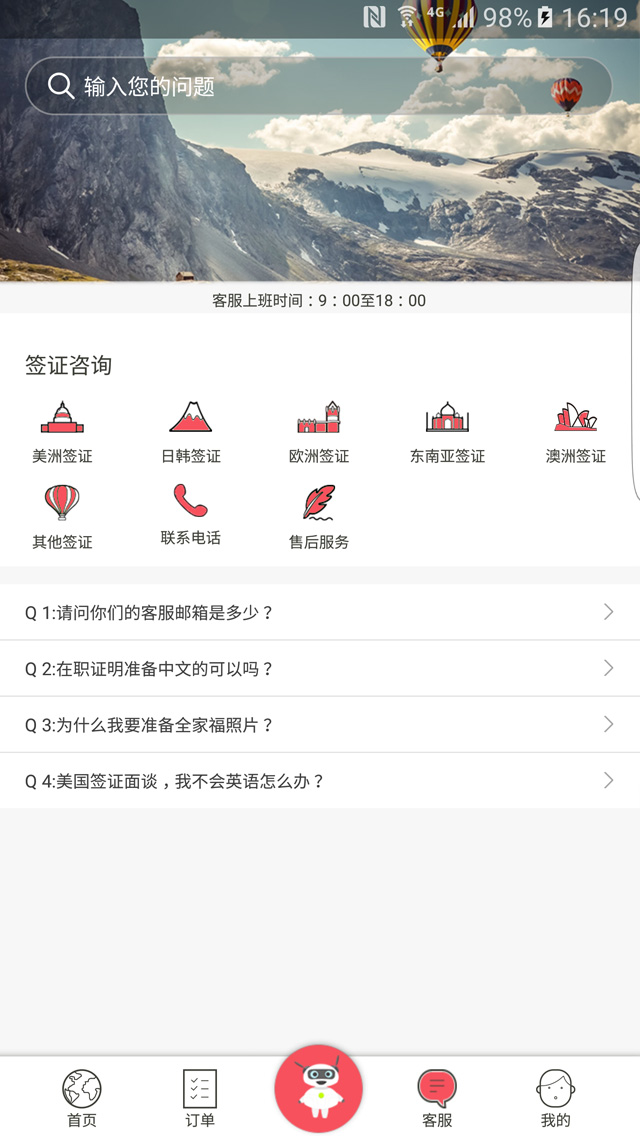 4G 98% 16:19
输入您的问题
客服上班时间：9：00至18：00
签证咨询
美洲签证 日韩签证 欧洲签证 东南亚签证 澳洲签证
其他签证 联系电话 售后服务
Q 1:请问你们的客服邮箱是多少？
Q 2:在职证明准备中文的可以吗？
Q 3:为什么我要准备全家福照片？
Q 4:美国签证面谈，我不会英语怎么办？
首页 订单 客服 我的